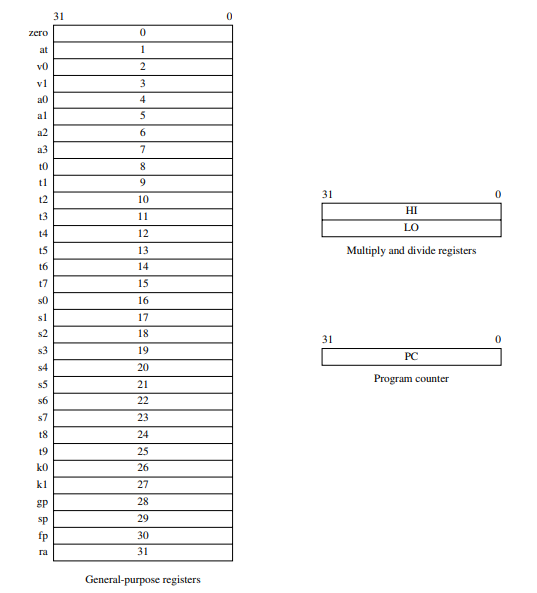 31 0
zero 0
at 1
v0 2
v1 3
a0 4
a1 5
a2 6
a3 7
t0 8
t1 9
t2 10
t3 11
t4 12
t5 13
t6 14
t7 15
s0 16
s1 17
s2 18
s3 19
s4 20
s5 21
s6 22
s7 23
t8 24
t9 25
k0 26
k1 27
gp 28
sp 29
fp 30
ra 31
General-purpose registers
31 0
HI
LO
Multiply and divide registers
31 0
PC
Program counter